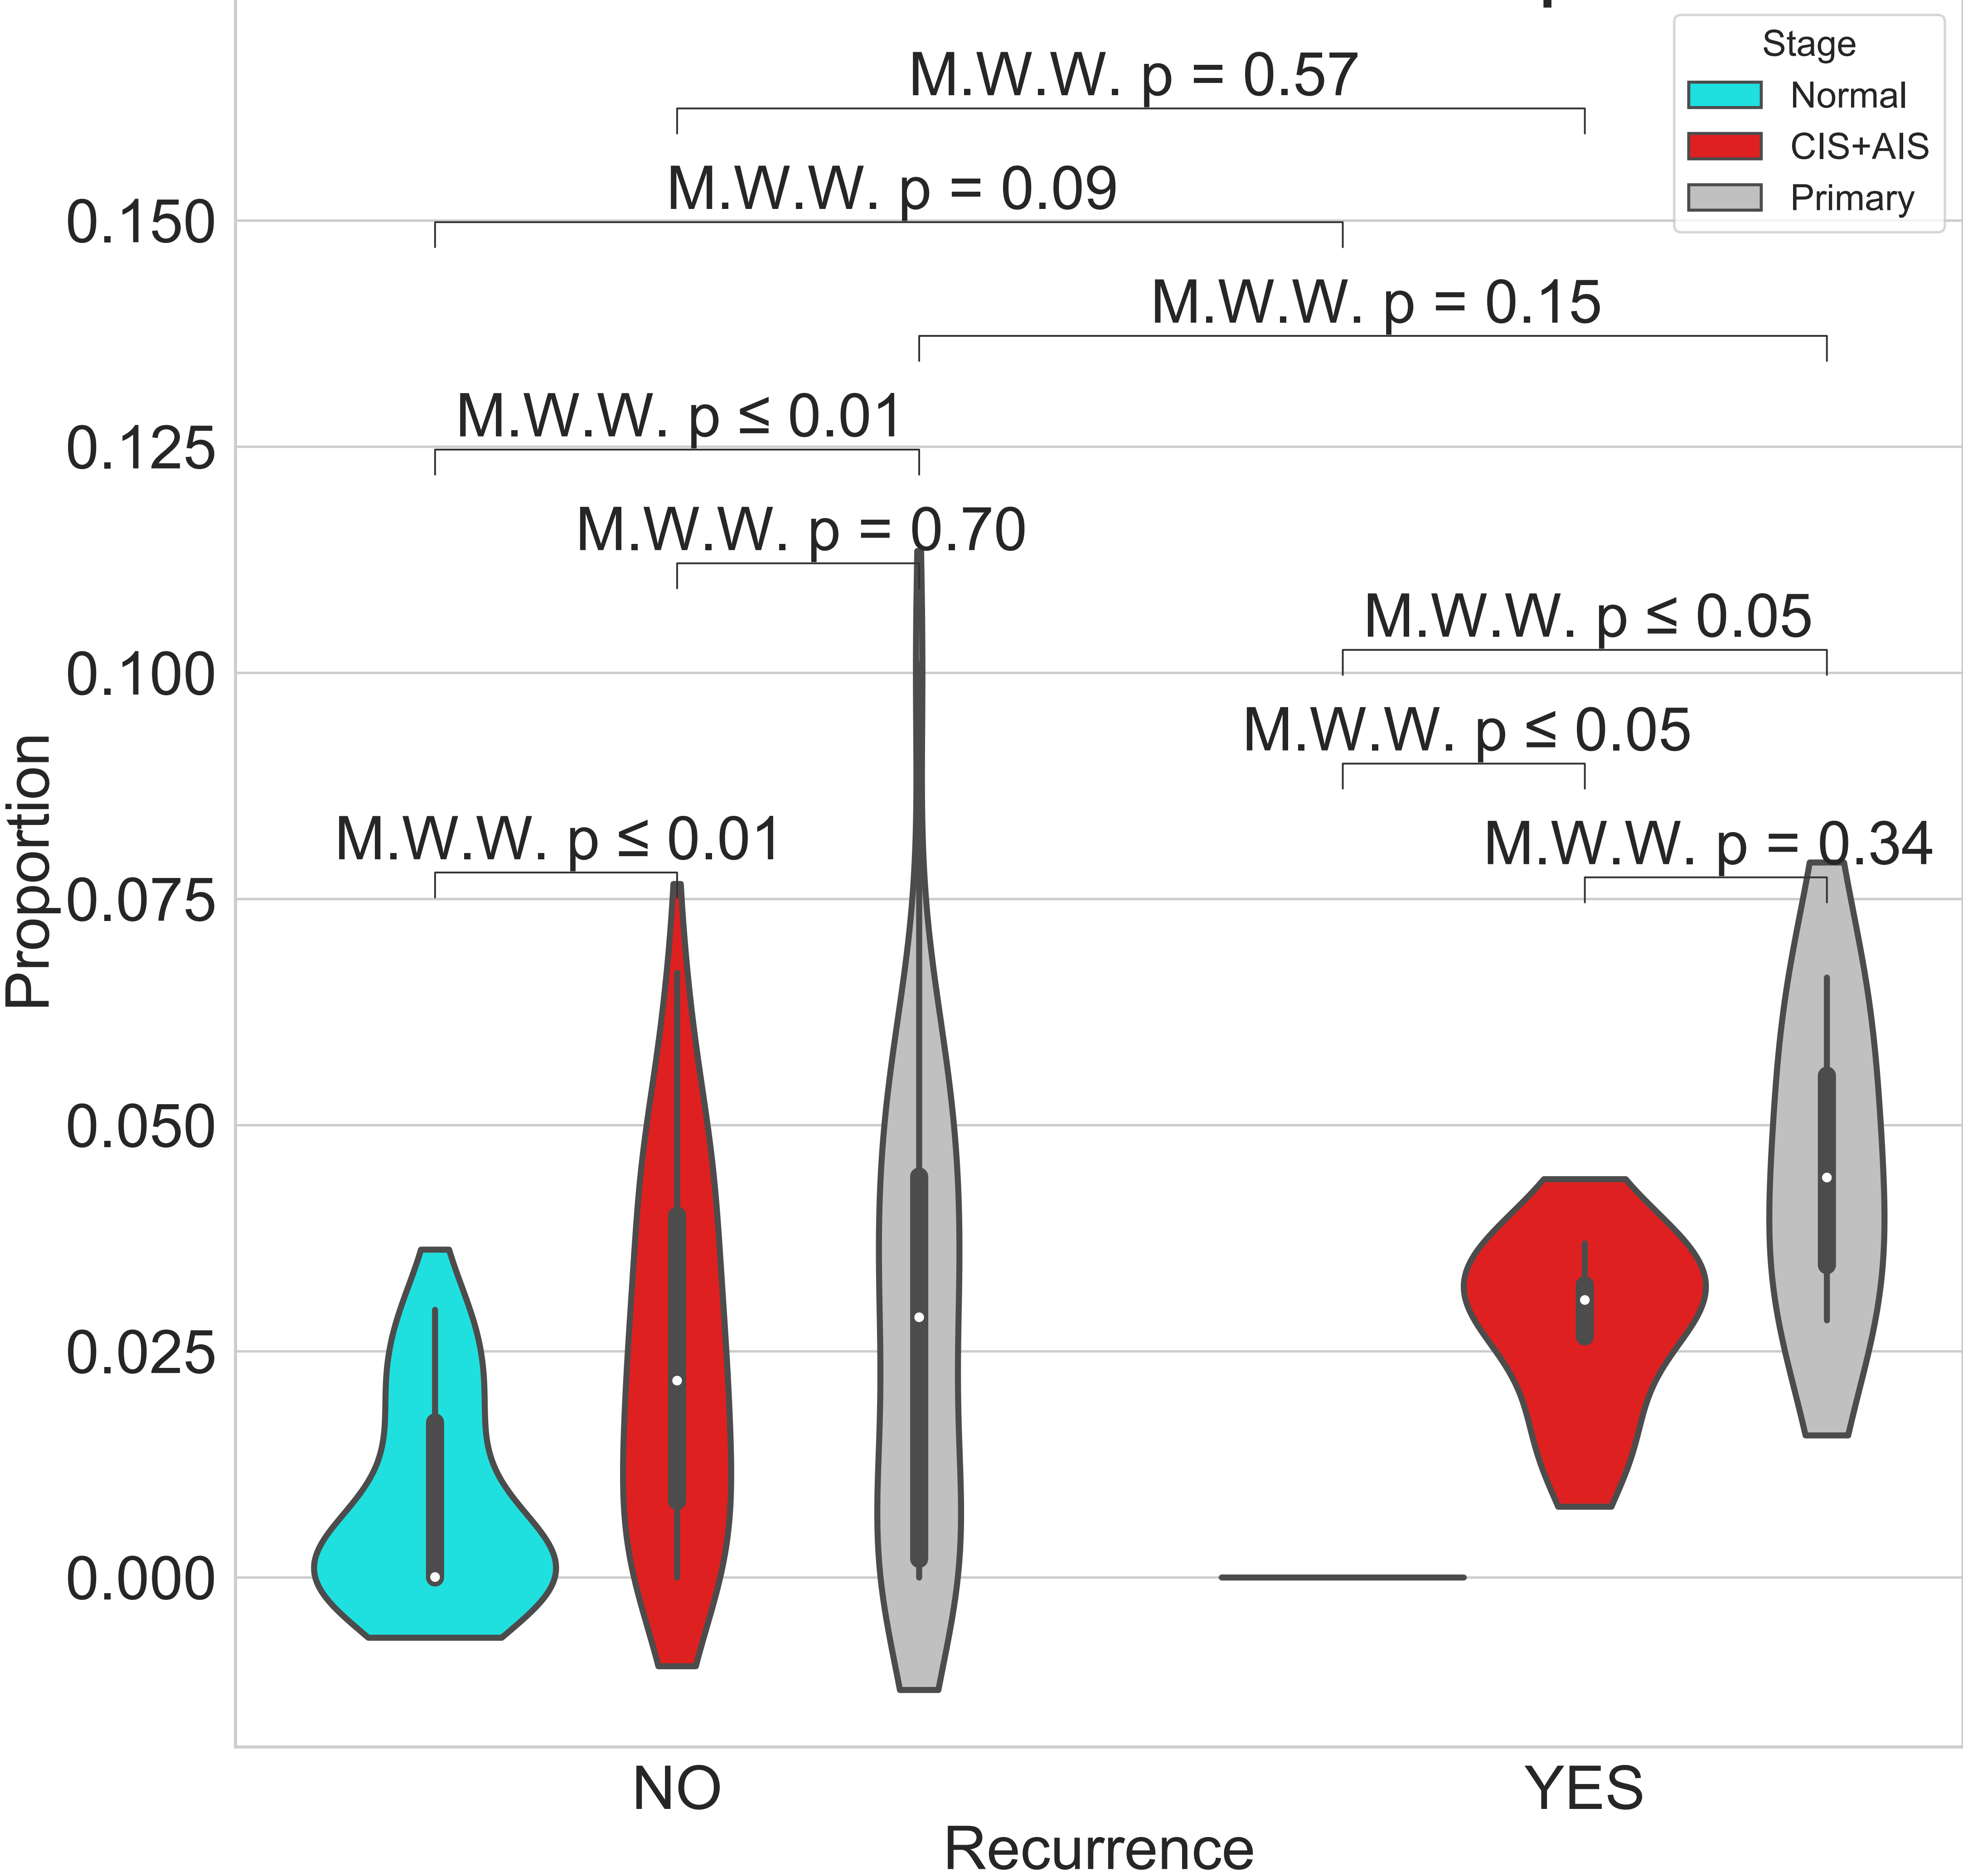 Stage
Normal
CIS+AIS
Primary
M.W.W. p = 0.57
M.W.W. p = 0.09
M.W.W. p = 0.15
M.W.W. p ≤ 0.01
M.W.W. p = 0.70
M.W.W. p ≤ 0.05
M.W.W. p ≤ 0.05
M.W.W. p ≤ 0.01
M.W.W. p = 0.34
0.150
0.125
0.100
0.075
0.050
0.025
0.000
Proportion
NO
YES
Recurrence